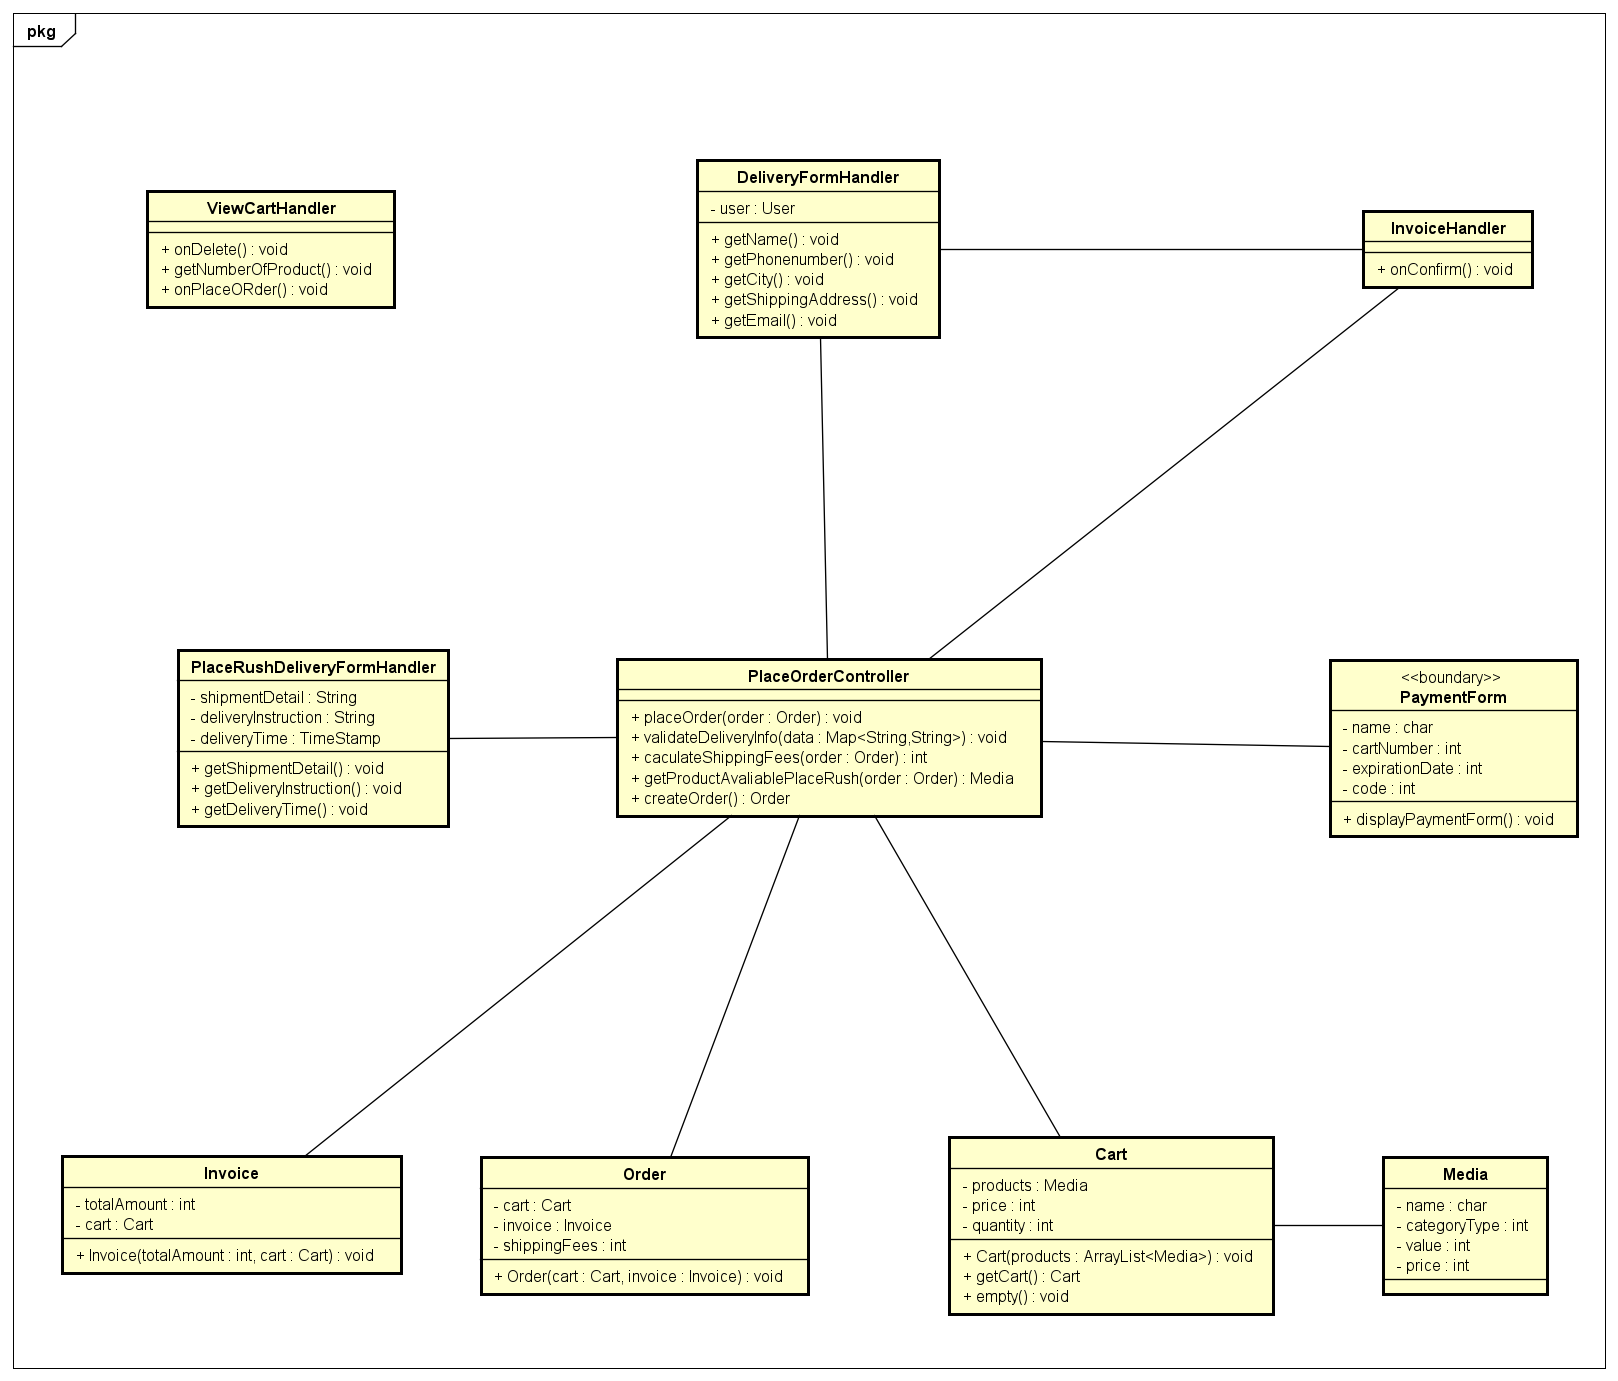 pkg
ViewCartHandler
+ onDelete() : void
+ getNumberOfProduct() : void
+ onPlaceORder() : void
DeliveryFormHandler
- user : User
+ getName() : void
+ getPhonenumber() : void
+ getCity() : void
+ getShippingAddress() : void
+ getEmail() : void
InvoiceHandler
+ onConfirm() : void
PlaceRushDeliveryFormHandler
- shipmentDetail : String
- deliveryInstruction : String
- deliveryTime : TimeStamp
+ getShipmentDetail() : void
+ getDeliveryInstruction() : void
+ getDeliveryTime() : void
PlaceOrderController
+ placeOrder(order : Order) : void
+ validateDeliveryInfo(data : Map<String,String>) : void
+ caculateShippingFees(order : Order) : int
+ getProductAvaliablePlaceRush(order : Order) : Media
+ createOrder() : Order
<<boundary>>
PaymentForm
- name : char
- cartNumber : int
- expirationDate : int
- code : int
+ displayPaymentForm() : void
Invoice
- totalAmount : int
- cart : Cart
+ Invoice(totalAmount : int, cart : Cart) : void
Order
- cart : Cart
- invoice : Invoice
- shippingFees : int
+ Order(cart : Cart, invoice : Invoice) : void
Cart
- products : Media
- price : int
- quantity : int
+ Cart(products : ArrayList<Media>) : void
+ getCart() : Cart
+ empty() : void
Media
- name : char
- categoryType : int
- value : int
- price : int